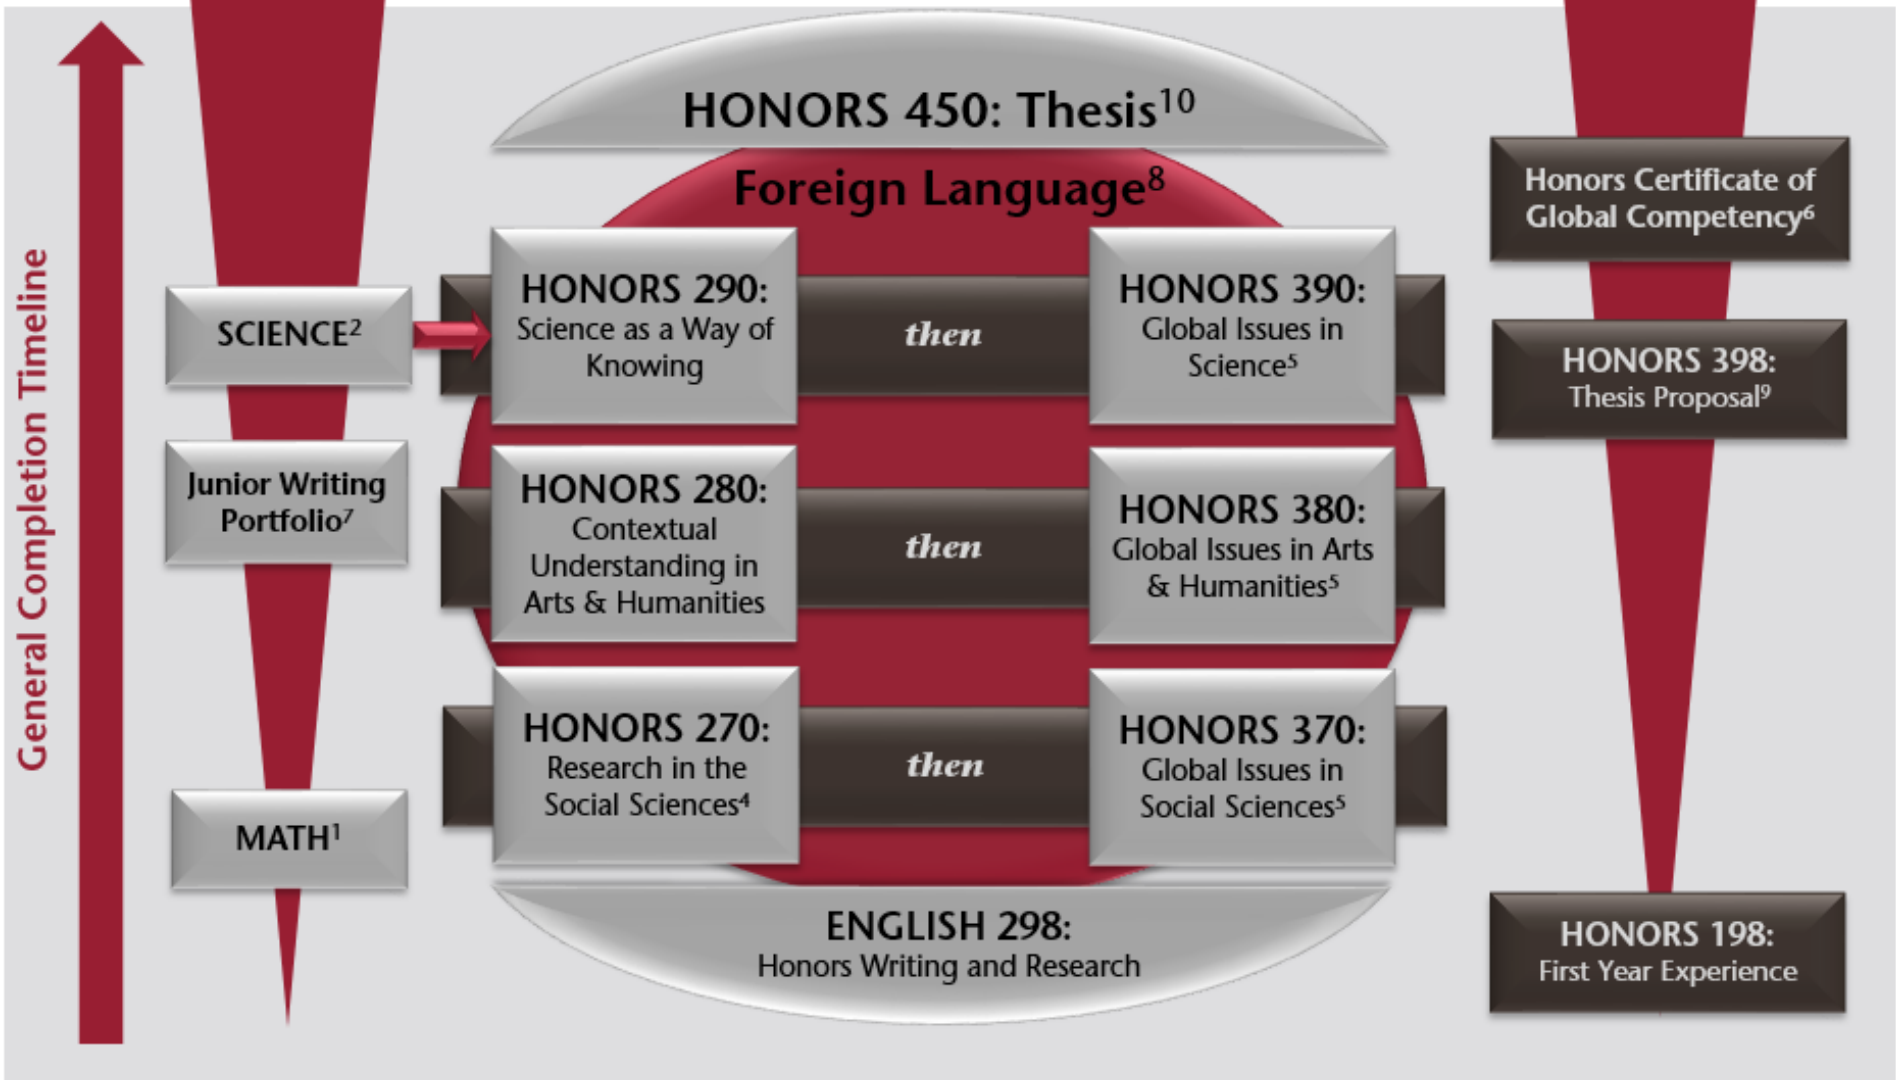 General Completion Timeline
HONORS 450: Thesis¹⁰
Foreign Language⁸
SCIENCE²
Junior Writing
Portfolio⁷
MATH¹
HONORS 290:
Science as a Way of
Knowing
then
HONORS 390:
Global Issues in
Science⁵
HONORS 280:
Contextual
Understanding in
Arts & Humanities
then
HONORS 380:
Global Issues in Arts
& Humanities⁵
HONORS 270:
Research in the
Social Sciences⁴
then
HONORS 370:
Global Issues in
Social Sciences⁵
ENGLISH 298:
Honors Writing and Research
Honors Certificate of
Global Competency⁶
HONORS 398:
Thesis Proposal⁹
HONORS 198:
First Year Experience